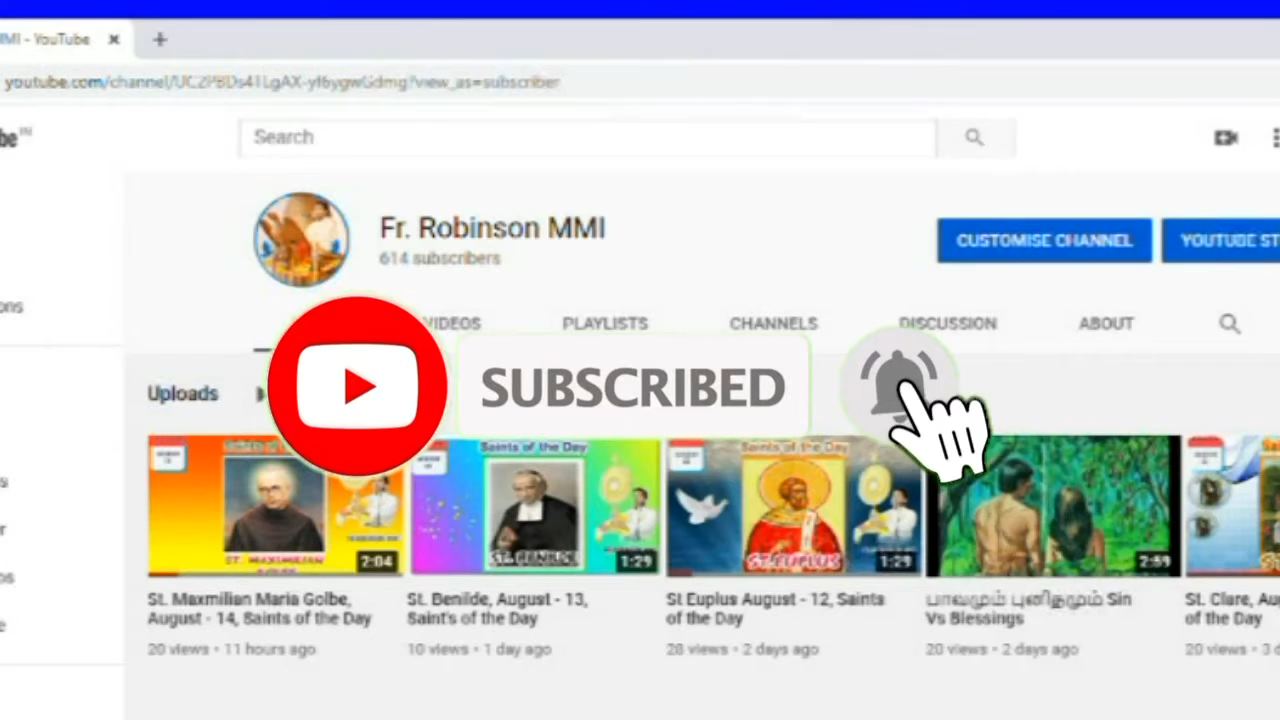 MMI - YouTube
youtube.com/channel/
view_as=subscriber
Search
Fr. Robinson MMI
614 subscribers
CUSTOMISE CHANNEL
YOUTUBE ST
VIDEOS
PLAYLISTS
CHANNELS
DISCUSSION
ABOUT
SUBSCRIBED
Uploads
Saints of
Saints of the Day
Saints of the Day
ST. MAXIMILIAN
ST. BENILDE
ST.EUPLUS
2:04
1:29
1:29
2:59
St. Maxmilian Maria Golbe,
August - 14, Saints of the Day
20 views • 11 hours ago
St. Benilde, August - 13,
Saint's of the Day
10 views • 1 day ago
St Euplus August - 12, Saints
of the Day
28 views • 2 days ago
பாவமும் புனிதமும் Sin
Vs Blessings
20 views • 2 days ago
St. Clare, Au
of the Day
20 views • 3 d